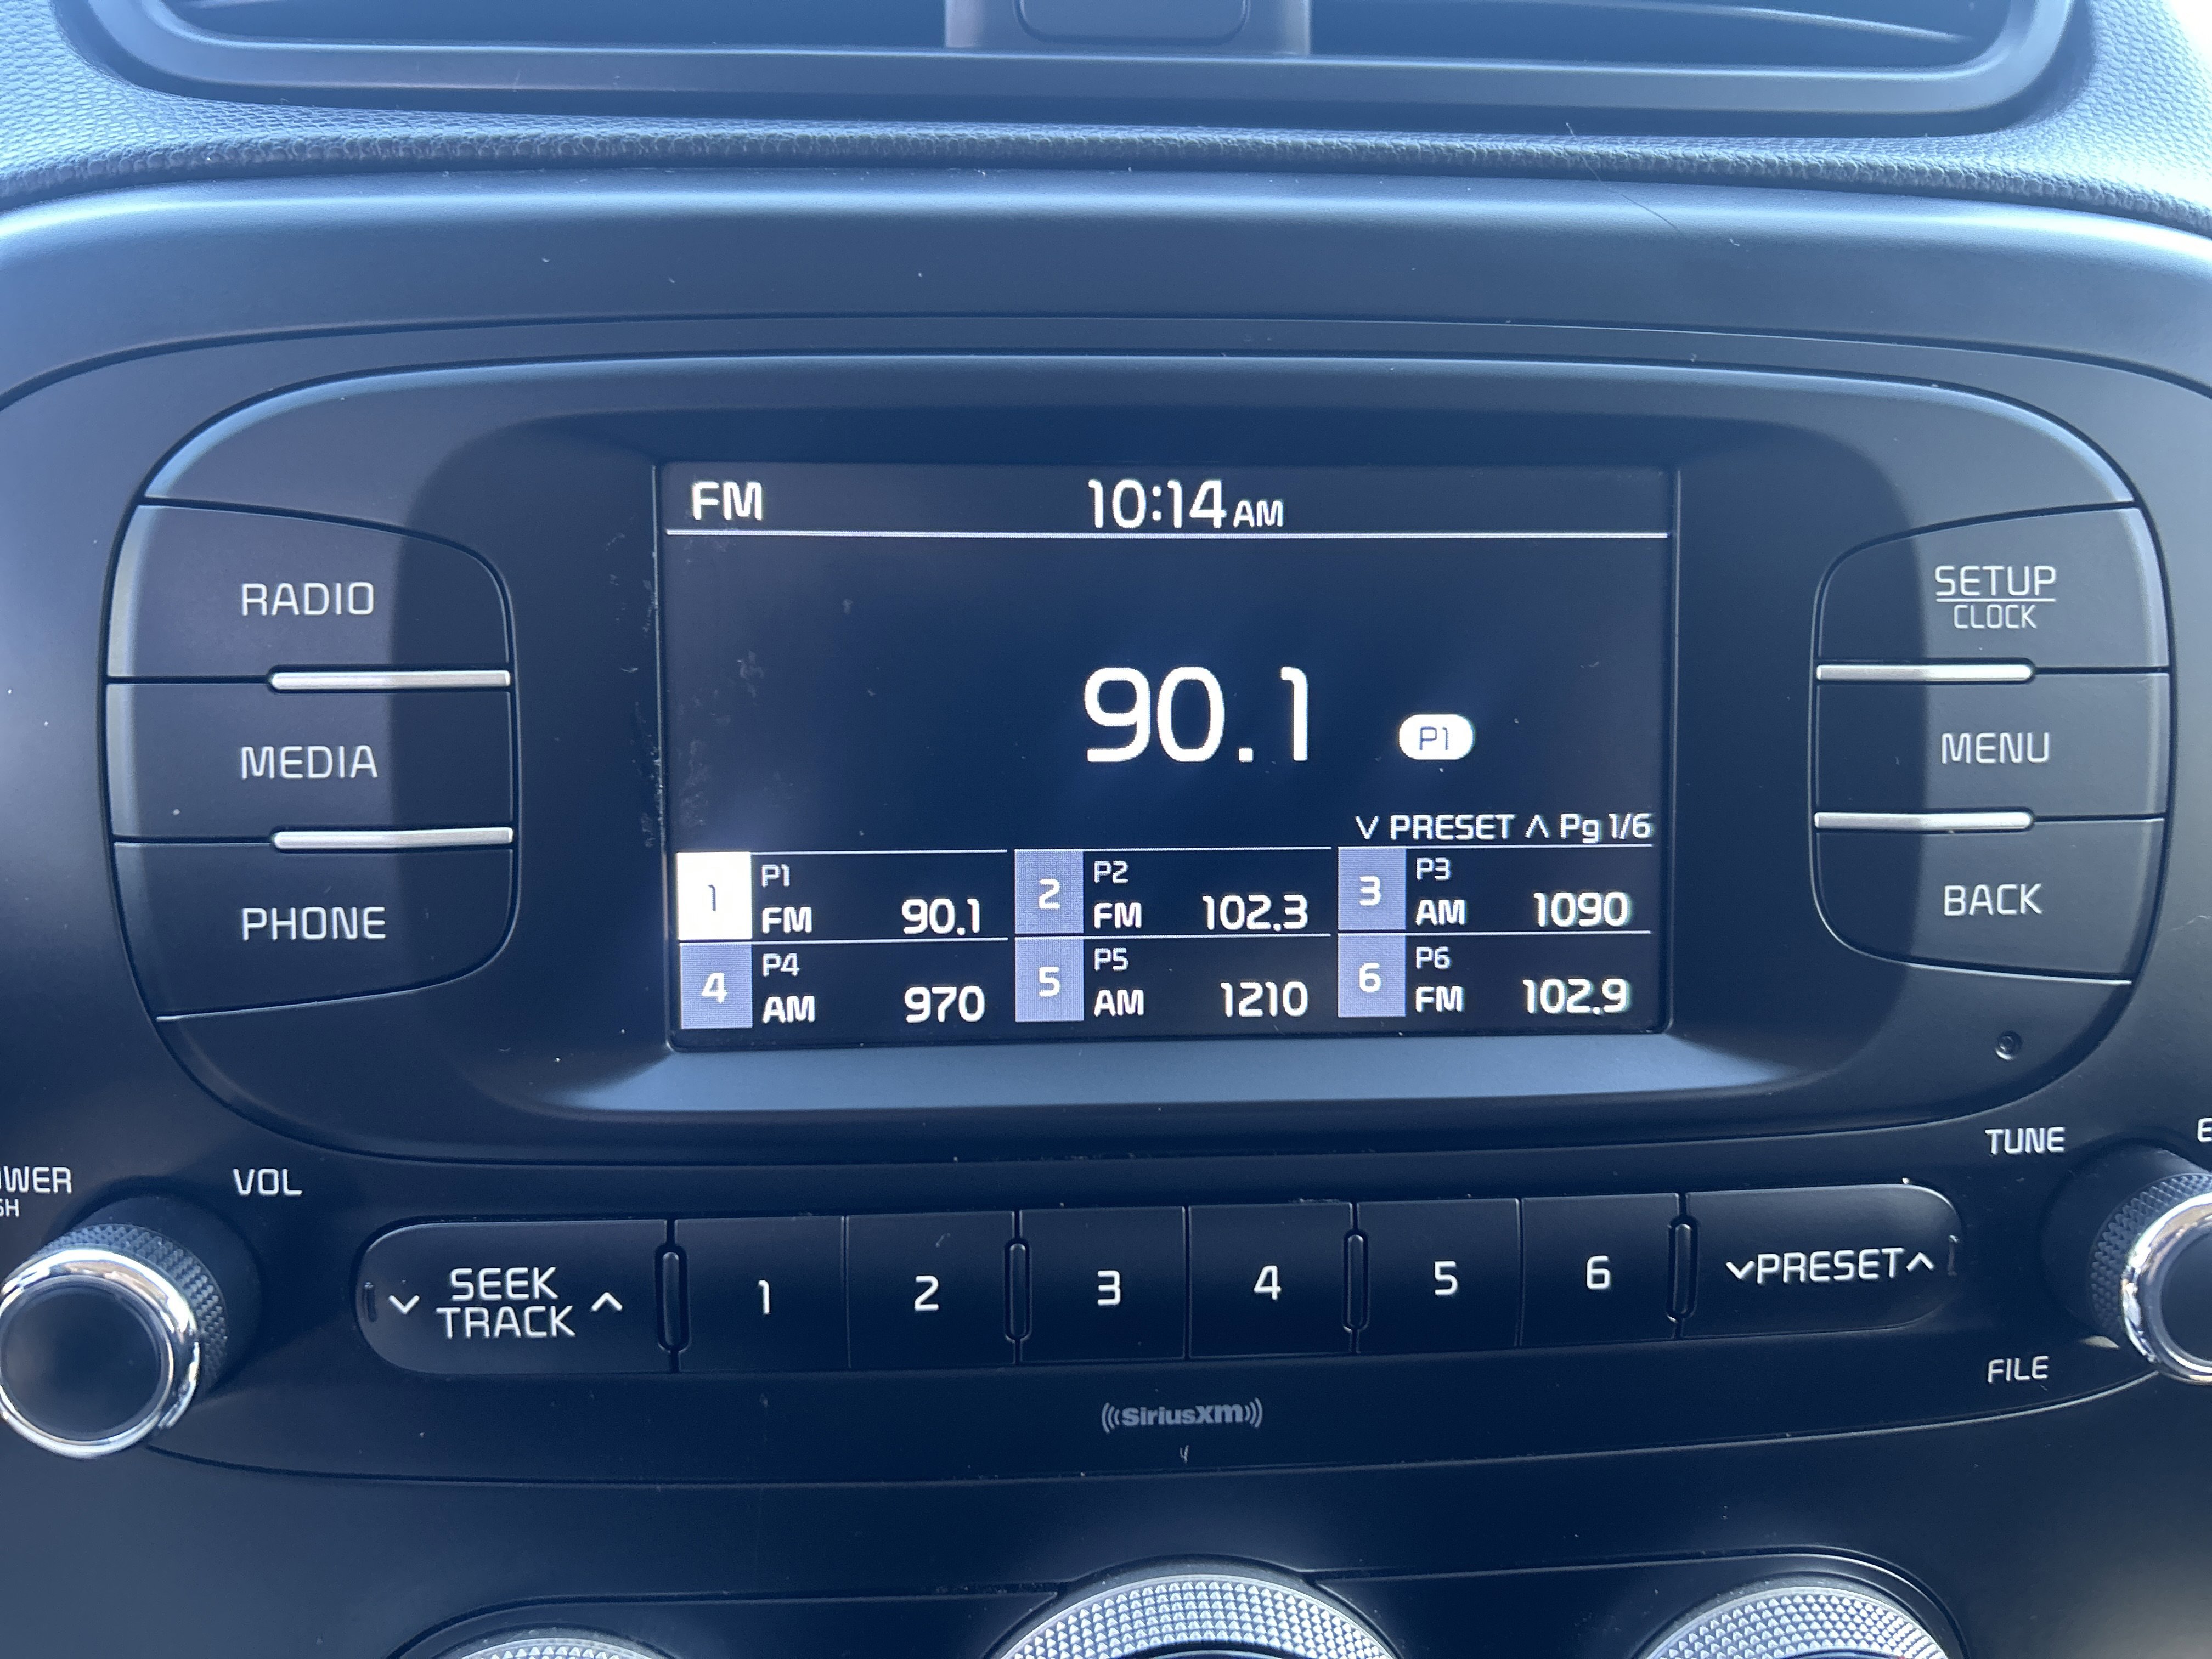 FM 10:14 AM
90.1 P1
∨ PRESET ∧ Pg 1/6
1 P1 FM 90.1
2 P2 FM 102.3
3 P3 AM 1090
4 P4 AM 970
5 P5 AM 1210
6 P6 FM 102.9
RADIO
MEDIA
PHONE
SETUP
CLOCK
MENU
BACK
VOL
TUNE
SEEK
TRACK
1 2 3 4 5 6
PRESET
FILE
SiriusXM